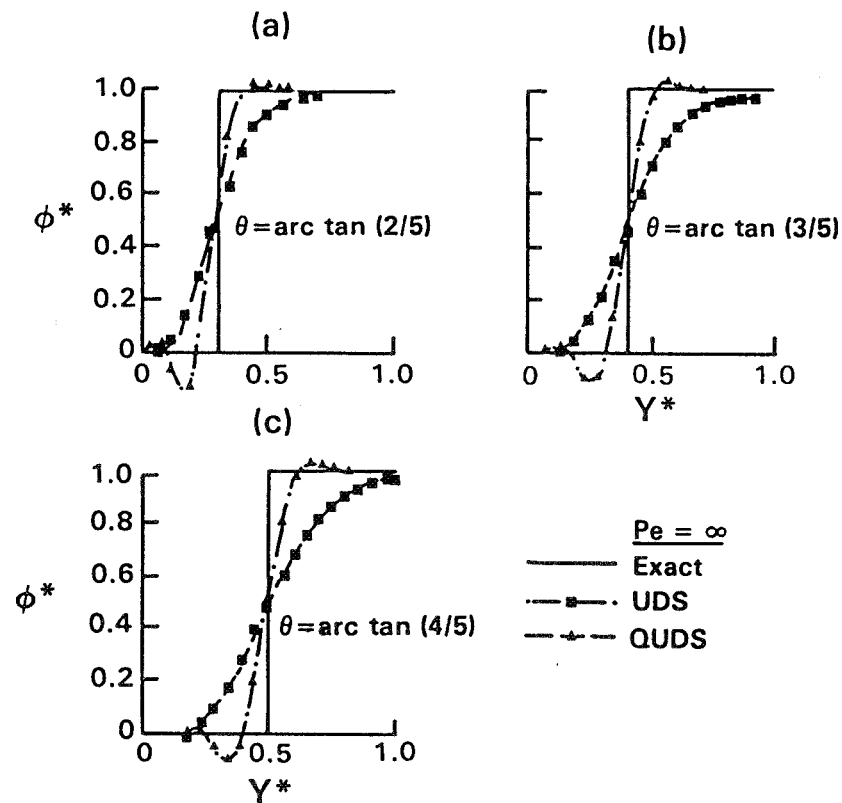 (a)
1.0
0.8
0.6
ϕ*
0.4
0.2
0
θ=arc tan (2/5)
0
0.5
1.0
(b)
θ=arc tan (3/5)
0
0.5
1.0
Y*
(c)
1.0
0.8
0.6
ϕ*
0.4
0.2
0
θ=arc tan (4/5)
0
0.5
1.0
Y*
Pe = ∞
Exact
UDS
QUDS